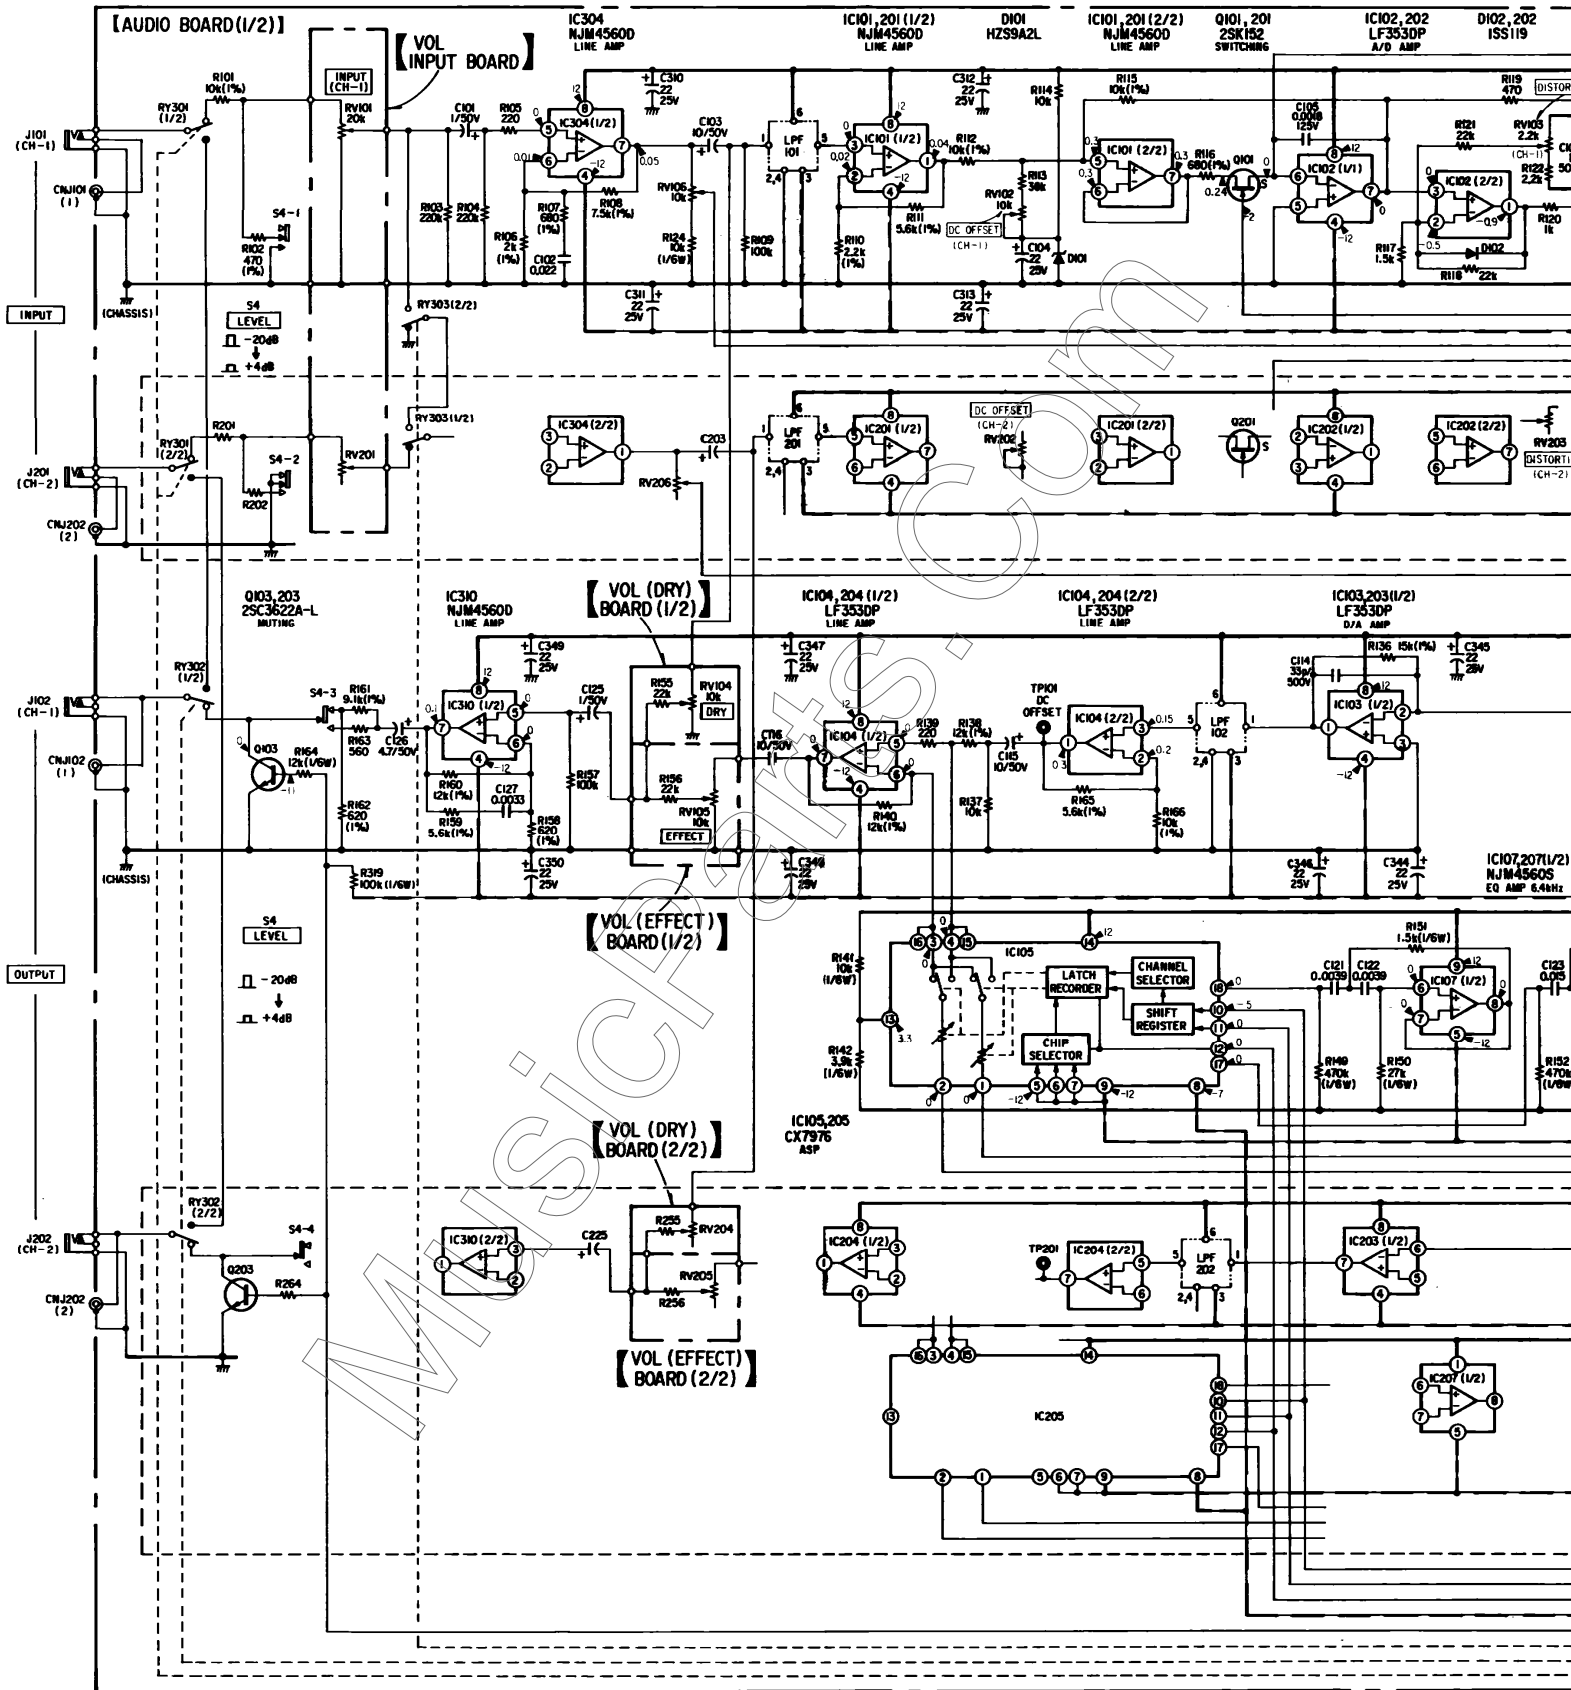 【AUDIO BOARD(1/2)】
【VOL
INPUT BOARD】
IC304
NJM4560D
LINE AMP
IC101,201(1/2)
NJM4560D
LINE AMP
D101
HZS9A2L
IC101,201(2/2)
NJM4560D
LINE AMP
Q101,201
2SK152
SWITCHING
IC102,202
LF353DP
A/D AMP
D102,202
1SS119
J101
(CH-1)
CNJ101
(1)
RY301
(1/2)
R101
10k(1%)
INPUT
(CH-1)
RV101
20k
S4-1
R102
470
(1%)
(CHASSIS)
S4
LEVEL
-20dB
+4dB
INPUT
C101
1/50V
R105
220
R103
220k
R104
220k
IC304(1/2)
R106
2k
(1%)
R107
680
(1%)
R108
7.5k(1%)
C102
0.022
C310
22
25V
C311
22
25V
C103
10/50V
RV106
10k
R124
10k
(1/6W)
R109
100k
LPF
101
IC101(1/2)
R110
2.2k
(1%)
R111
5.6k(1%)
R112
10k(1%)
C312
22
25V
C313
22
25V
R114
10k
R113
38k
RV102
10k
DC OFFSET
(CH-1)
C104
22
25V
D101
R115
10k(1%)
IC101(2/2)
R116
680(1%)
Q101
C105
0.0018
125V
IC102(1/1)
R117
1.5k
IC102(2/2)
D102
R118 22k
R119
470
R121
22k
RV103
2.2k
(CH-1)
R122
2.2k
R120
1k
RY303(2/2)
RY303(1/2)
J201
(CH-2)
CNJ202
(2)
RY301
(2/2)
R201
S4-2
R202
RV201
IC304(2/2)
C203
RV206
LPF
201
IC201(1/2)
DC OFFSET
(CH-2)
RV202
IC201(2/2)
Q201
IC202(1/2)
IC202(2/2)
RV203
(CH-2)
Q103,203
2SC3622A-L
MUTING
IC310
NJM4560D
LINE AMP
【VOL(DRY)
BOARD(1/2)】
IC104,204(1/2)
LF353DP
LINE AMP
IC104,204(2/2)
LF353DP
LINE AMP
IC103,203(1/2)
LF353DP
D/A AMP
J102
(CH-1)
CNJ102
(1)
RY302
(1/2)
S4-3
R161
9.1k(1%)
R163
560
C126
4.7/50V
Q103
R164
12k(1/6W)
R162
620
(1%)
R319
100k(1/6W)
(CHASSIS)
S4
LEVEL
-20dB
+4dB
OUTPUT
IC310(1/2)
R160
12k(1%)
R159
5.6k(1%)
C127
0.0033
R158
620
(1%)
C349
22
25V
C350
22
25V
C125
1/50V
R157
100k
R155
22k
RV104
10k
DRY
R156
22k
RV105
10k
EFFECT
C347
22
25V
C116
10/50V
IC104(1/2)
R140
12k(1%)
R139
220
R138
12k(1%)
R137
10k
C115
10/50V
TP101
DC
OFFSET
IC104(2/2)
R165
5.6k(1%)
R166
10k
(1%)
LPF
102
C114
33p/
500V
R136 15k(1%)
IC103(1/2)
C345
22
25V
C346
22
25V
C344
22
25V
IC107,207(1/2)
NJM4560S
EQ AMP 6.4kHz
【VOL(EFFECT)
BOARD(1/2)】
R141
10k
(1/6W)
R142
3.9k
(1/6W)
IC105
LATCH
RECORDER
CHANNEL
SELECTOR
SHIFT
REGISTER
CHIP
SELECTOR
IC105,205
CX7976
ASP
C121
0.0039
C122
0.0039
R151
1.5k(1/6W)
IC107(1/2)
C123
0.015
R149
470k
(1/6W)
R150
27k
(1/6W)
R152
470k
(1/6W)
【VOL(DRY)
BOARD(2/2)】
J202
(CH-2)
CNJ202
(2)
RY302
(2/2)
S4-4
Q203
R264
IC310(2/2)
C225
R255
RV204
R256
RV205
【VOL(EFFECT)
BOARD(2/2)】
IC204(1/2)
TP201
IC204(2/2)
LPF
202
IC203(1/2)
IC205
IC207(1/2)
MusicParts.Com